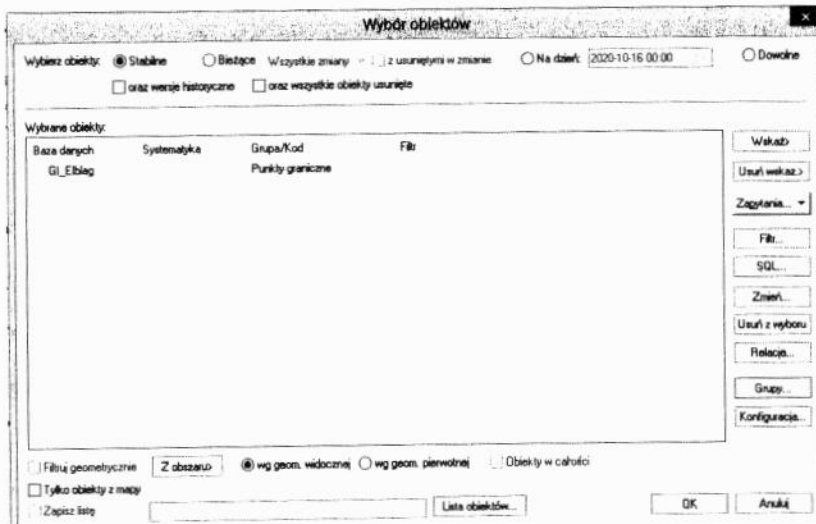 Wybór obiektów
Wybierz obiekty: Stabilne Bieżące Wszystkie zmiany z usuniętymi w zmianie Na dzień: 2020-10-16 00:00 Dowolne
oraz wersje historyczne oraz wszystkie obiekty usunięte
Wybrane obiekty:
Baza danych Systematyka Grupa/Kod Filtr
GI_Elblag Punkty graniczne
Wskaż>
Usuń wskaz.>
Zapytania...
Filtr...
SQL...
Zmień...
Usuń z wyboru
Relacje...
Grupy...
Konfiguracja...
Filtruj geometrycznie Z obszaru> wg geom. widocznej wg geom. pierwotnej Obiekty w całości
Tylko obiekty z mapy
Zapisz listę Lista obiektów... OK Anuluj